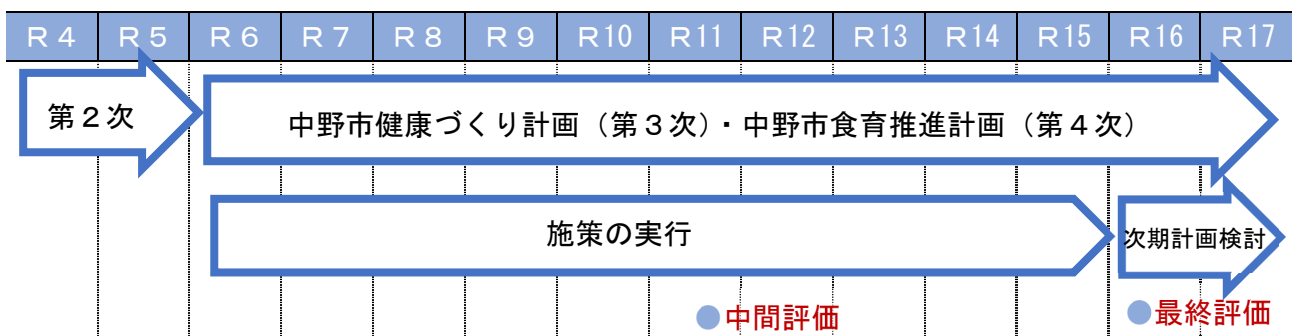 R4 R5 R6 R7 R8 R9 R10 R11 R12 R13 R14 R15 R16 R17
第2次
中野市健康づくり計画(第3次)・中野市食育推進計画(第4次)
施策の実行
次期計画検討
●中間評価
●最終評価